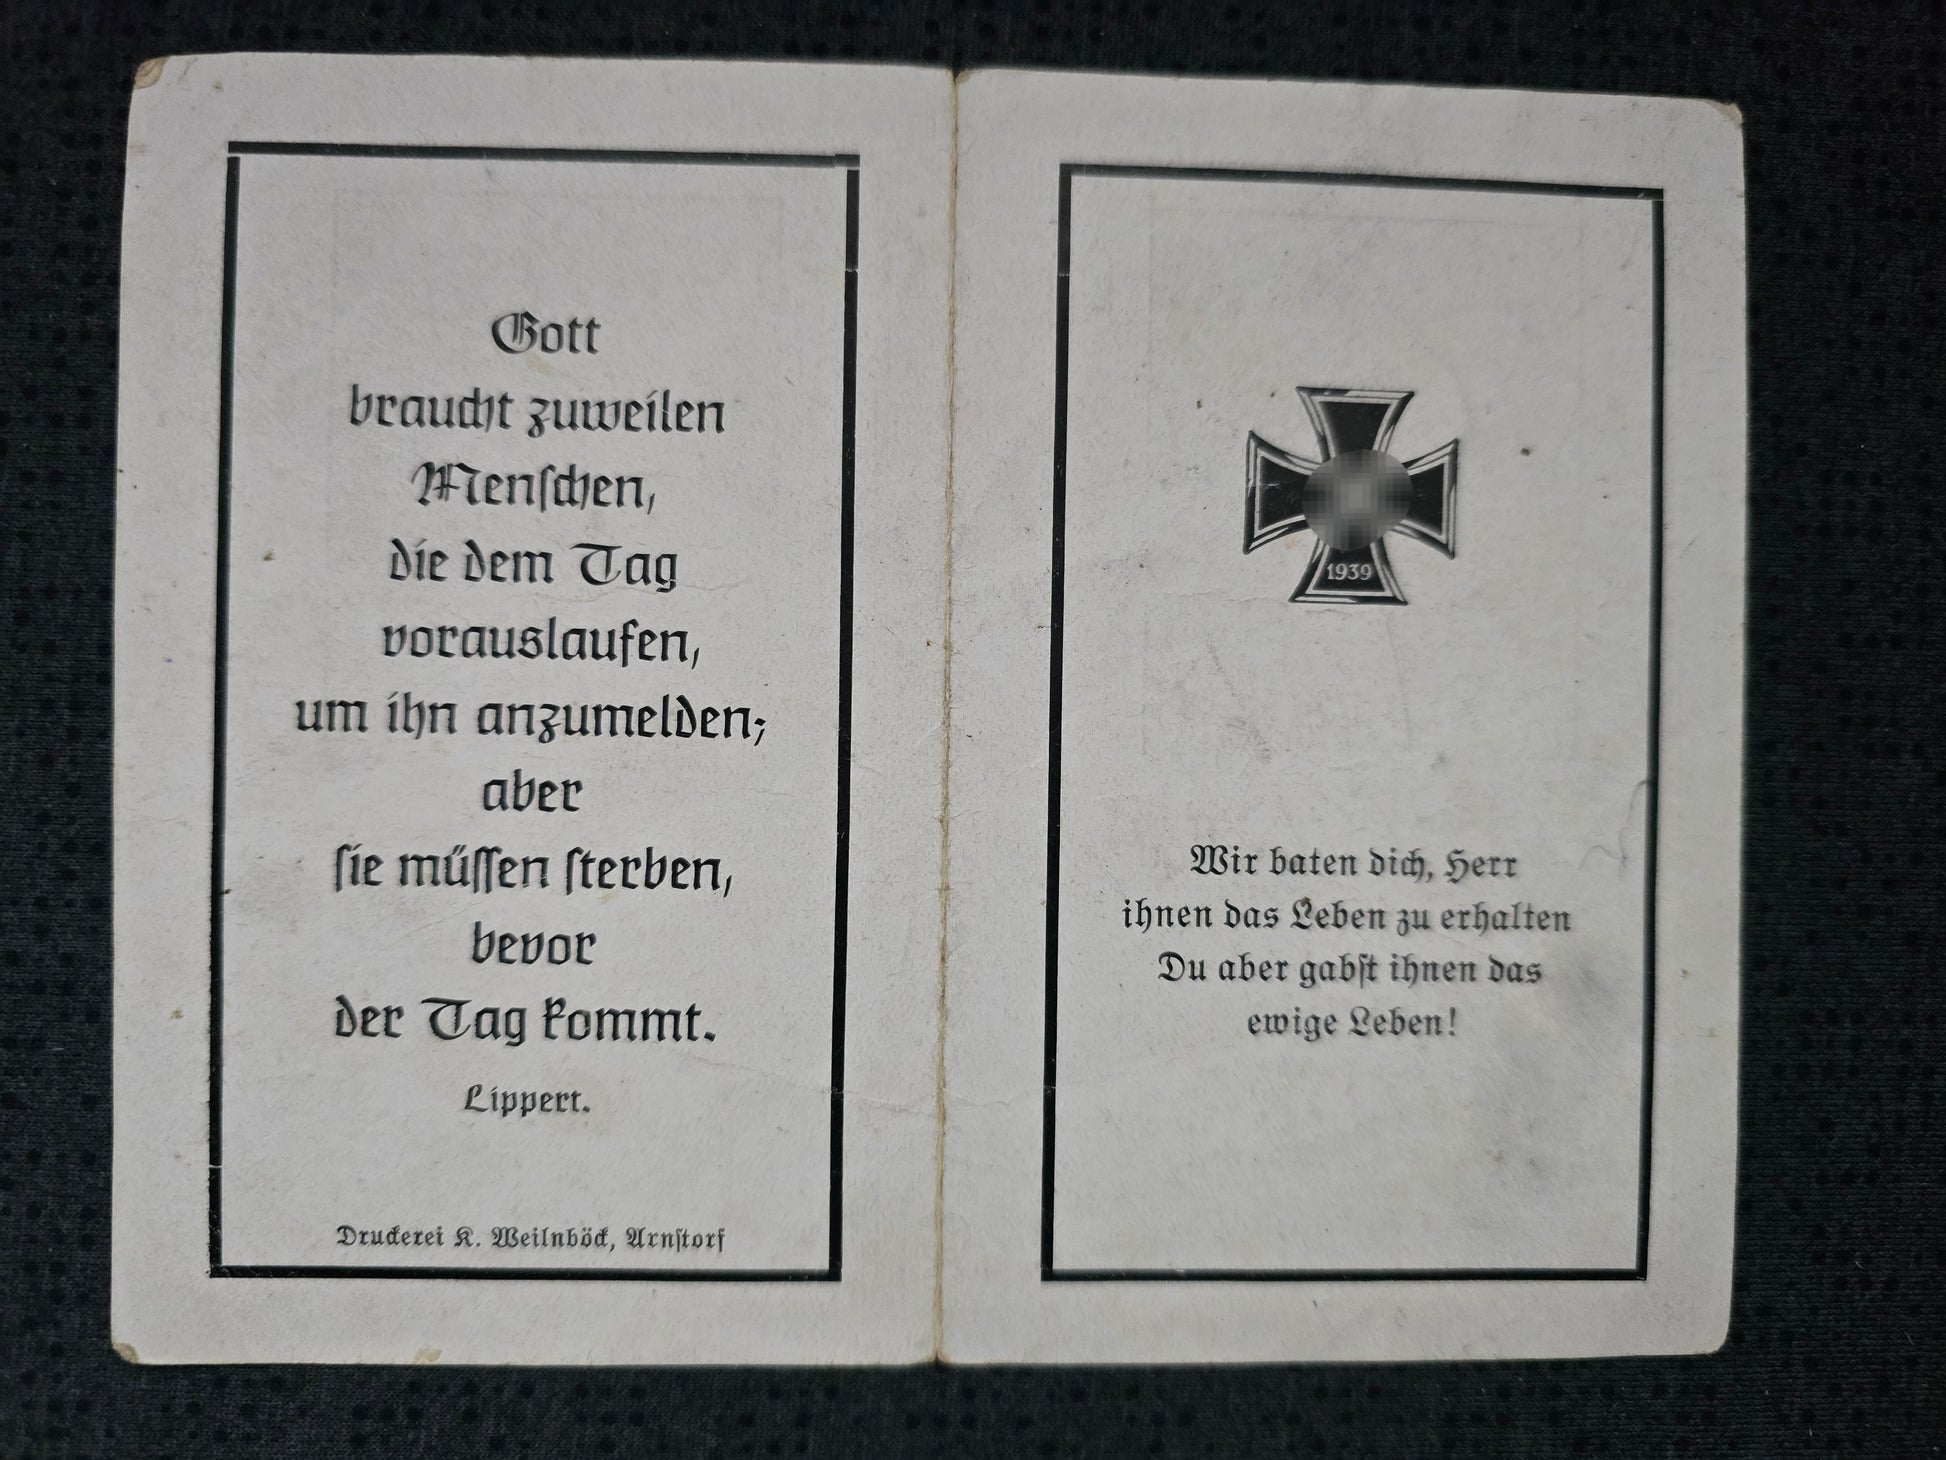 Gott
braucht zuweilen
Menschen,
die dem Tag
vorauslaufen,
um ihn anzumelden;
aber
sie müssen sterben,
bevor
der Tag kommt.
Lippert.
Druckerei K. Weilnböck, Arnstorf
1939
Wir baten dich, Herr
ihnen das Leben zu erhalten
Du aber gabst ihnen das
ewige Leben!